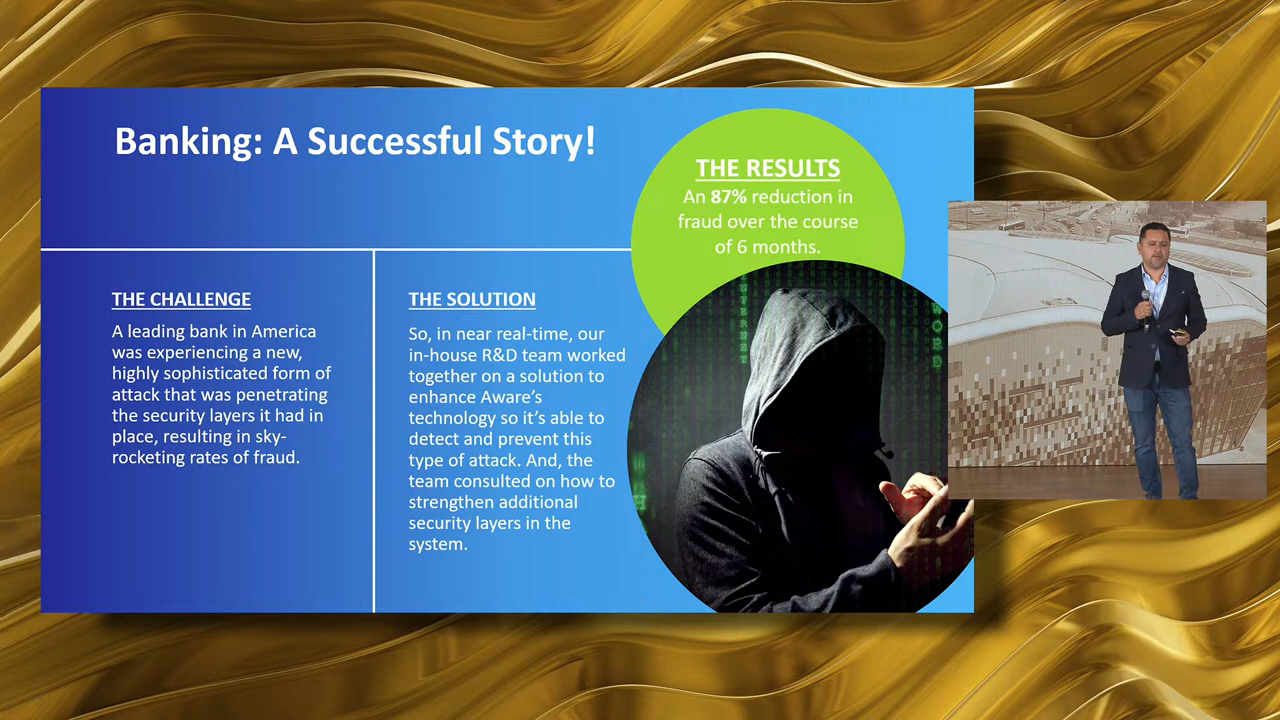 Banking: A Successful Story!
THE RESULTS
An 87% reduction in
fraud over the course
of 6 months.
THE CHALLENGE
A leading bank in America
was experiencing a new,
highly sophisticated form of
attack that was penetrating
the security layers it had in
place, resulting in sky-
rocketing rates of fraud.
THE SOLUTION
So, in near real-time, our
in-house R&D team worked
together on a solution to
enhance Aware’s
technology so it’s able to
detect and prevent this
type of attack. And, the
team consulted on how to
strengthen additional
security layers in the
system.
INTERNET
WORD